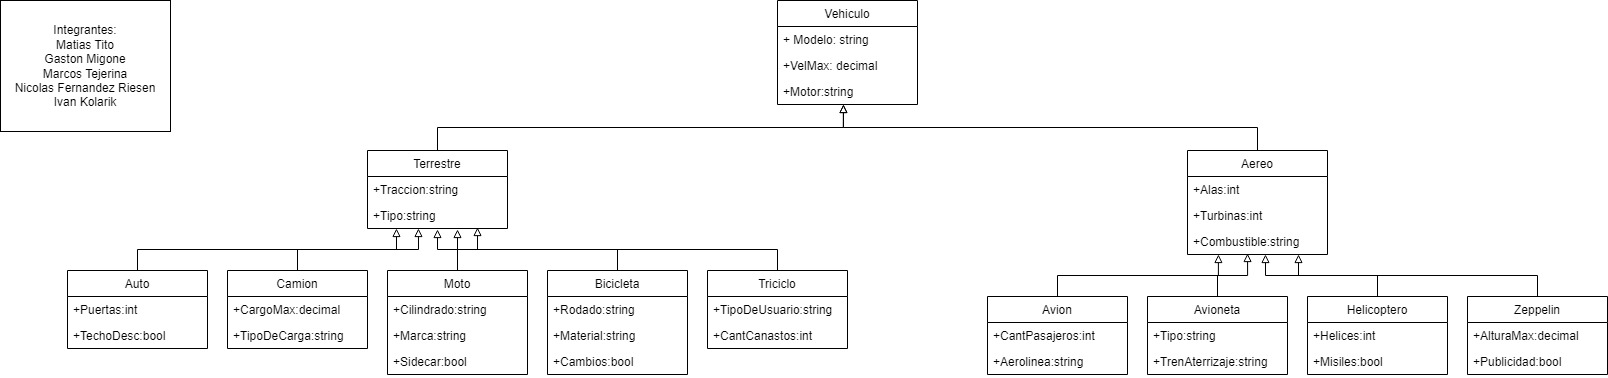 Integrantes:
Matias Tito
Gaston Migone
Marcos Tejerina
Nicolas Fernandez Riesen
Ivan Kolarik
Vehiculo
+ Modelo: string
+VelMax: decimal
+Motor:string
Terrestre
+Traccion:string
+Tipo:string
Aereo
+Alas:int
+Turbinas:int
+Combustible:string
Auto
+Puertas:int
+TechoDesc:bool
Camion
+CargoMax:decimal
+TipoDeCarga:string
Moto
+Cilindrado:string
+Marca:string
+Sidecar:bool
Bicicleta
+Rodado:string
+Material:string
+Cambios:bool
Triciclo
+TipoDeUsuario:string
+CantCanastos:int
Avion
+CantPasajeros:int
+Aerolinea:string
Avioneta
+Tipo:string
+TrenAterrizaje:string
Helicoptero
+Helices:int
+Misiles:bool
Zeppelin
+AlturaMax:decimal
+Publicidad:bool